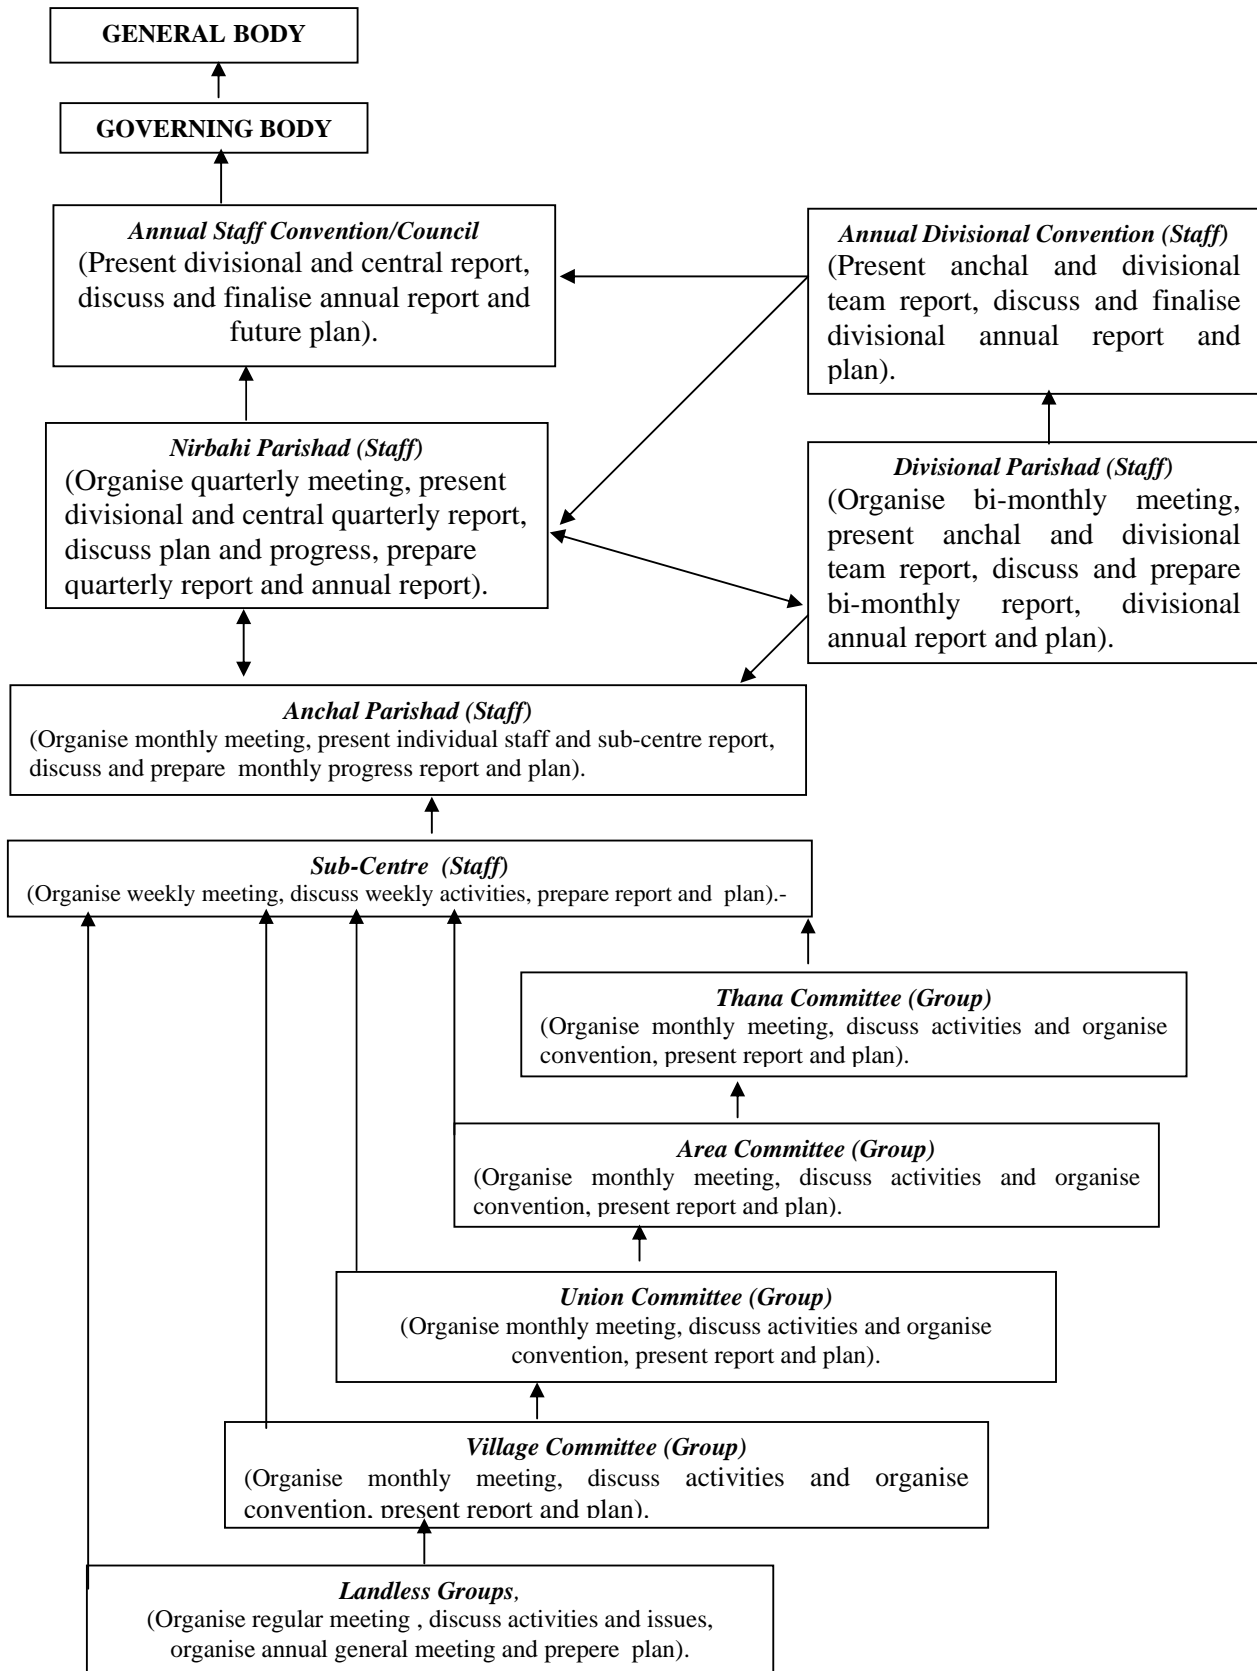 GENERAL BODY
GOVERNING BODY
Annual Staff Convention/Council
(Present divisional and central report,
discuss and finalise annual report and
future plan).
Annual Divisional Convention (Staff)
(Present anchal and divisional
team report, discuss and finalise
divisional annual report and
plan).
Nirbahi Parishad (Staff)
(Organise quarterly meeting, present
divisional and central quarterly report,
discuss plan and progress, prepare
quarterly report and annual report).
Divisional Parishad (Staff)
(Organise bi-monthly meeting,
present anchal and divisional
team report, discuss and prepare
bi-monthly report, divisional
annual report and plan).
Anchal Parishad (Staff)
(Organise monthly meeting, present individual staff and sub-centre report,
discuss and prepare monthly progress report and plan).
Sub-Centre (Staff)
(Organise weekly meeting, discuss weekly activities, prepare report and plan).-
Thana Committee (Group)
(Organise monthly meeting, discuss activities and organise
convention, present report and plan).
Area Committee (Group)
(Organise monthly meeting, discuss activities and organise
convention, present report and plan).
Union Committee (Group)
(Organise monthly meeting, discuss activities and organise
convention, present report and plan).
Village Committee (Group)
(Organise monthly meeting, discuss activities and organise
convention, present report and plan).
Landless Groups,
(Organise regular meeting , discuss activities and issues,
organise annual general meeting and prepere plan).